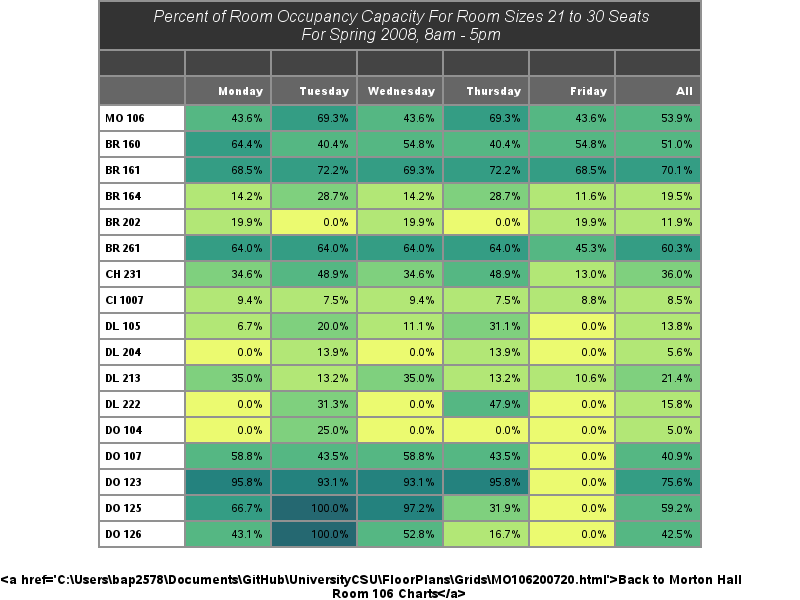 Percent of Room Occupancy Capacity For Room Sizes 21 to 30 Seats
For Spring 2008, 8am - 5pm
Monday Tuesday Wednesday Thursday Friday All
MO 106 43.6% 69.3% 43.6% 69.3% 43.6% 53.9%
BR 160 64.4% 40.4% 54.8% 40.4% 54.8% 51.0%
BR 161 68.5% 72.2% 69.3% 72.2% 68.5% 70.1%
BR 164 14.2% 28.7% 14.2% 28.7% 11.6% 19.5%
BR 202 19.9% 0.0% 19.9% 0.0% 19.9% 11.9%
BR 261 64.0% 64.0% 64.0% 64.0% 45.3% 60.3%
CH 231 34.6% 48.9% 34.6% 48.9% 13.0% 36.0%
CI 1007 9.4% 7.5% 9.4% 7.5% 8.8% 8.5%
DL 105 6.7% 20.0% 11.1% 31.1% 0.0% 13.8%
DL 204 0.0% 13.9% 0.0% 13.9% 0.0% 5.6%
DL 213 35.0% 13.2% 35.0% 13.2% 10.6% 21.4%
DL 222 0.0% 31.3% 0.0% 47.9% 0.0% 15.8%
DO 104 0.0% 25.0% 0.0% 0.0% 0.0% 5.0%
DO 107 58.8% 43.5% 58.8% 43.5% 0.0% 40.9%
DO 123 95.8% 93.1% 93.1% 95.8% 0.0% 75.6%
DO 125 66.7% 100.0% 97.2% 31.9% 0.0% 59.2%
DO 126 43.1% 100.0% 52.8% 16.7% 0.0% 42.5%
<a href='C:\Users\bap2578\Documents\GitHub\UniversityCSU\FloorPlans\Grids\MO106200720.html'>Back to Morton Hall
Room 106 Charts</a>